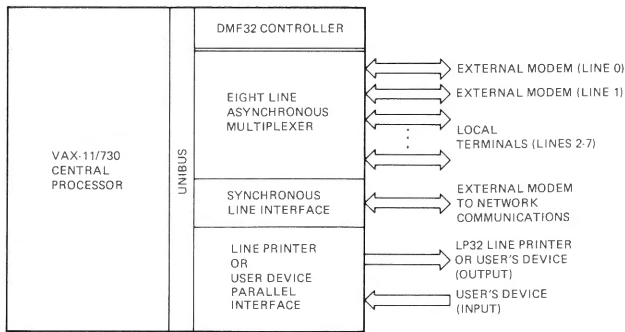 DMF32 CONTROLLER
VAX-11/730
CENTRAL
PROCESSOR
UNIBUS
EIGHT LINE
ASYNCHRONOUS
MULTIPLEXER
EXTERNAL MODEM (LINE 0)
EXTERNAL MODEM (LINE 1)
LOCAL
TERMINALS (LINES 2-7)
SYNCHRONOUS
LINE INTERFACE
EXTERNAL MODEM
TO NETWORK
COMMUNICATIONS
LINE PRINTER
OR
USER DEVICE
PARALLEL
INTERFACE
LP32 LINE PRINTER
OR USER'S DEVICE
(OUTPUT)
USER'S DEVICE
(INPUT)